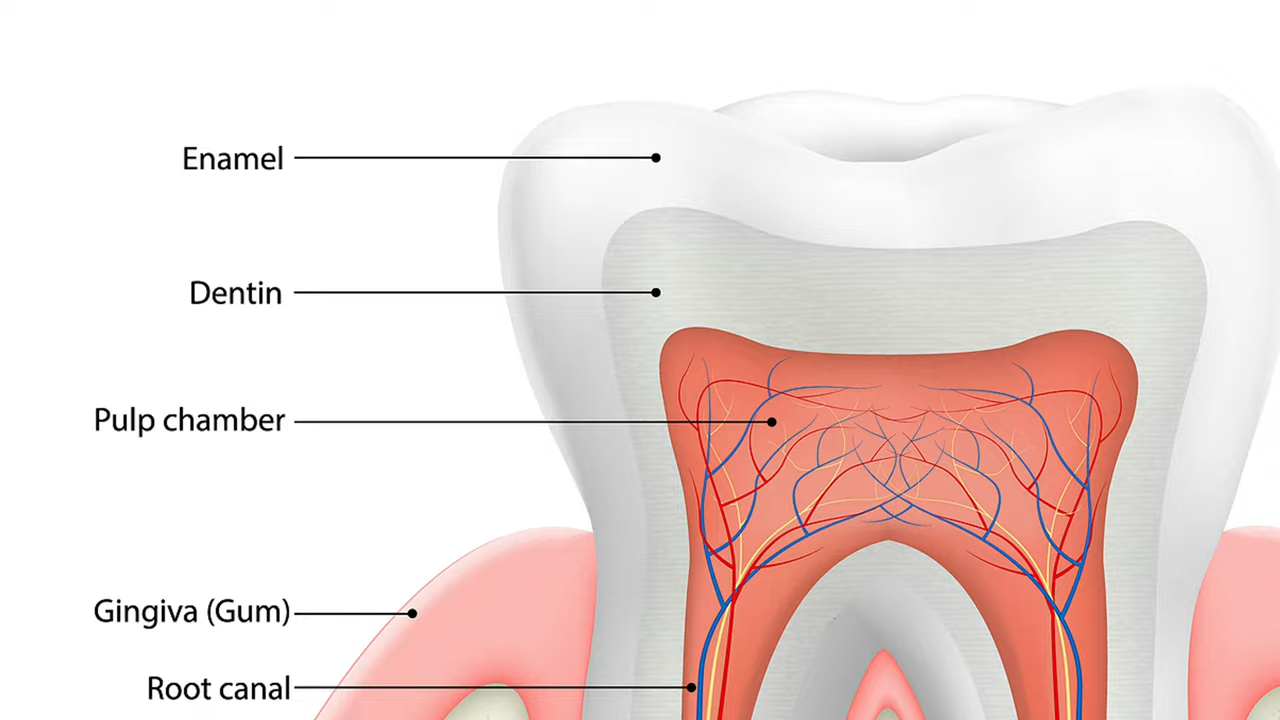 Enamel
Dentin
Pulp chamber
Gingiva (Gum)
Root canal